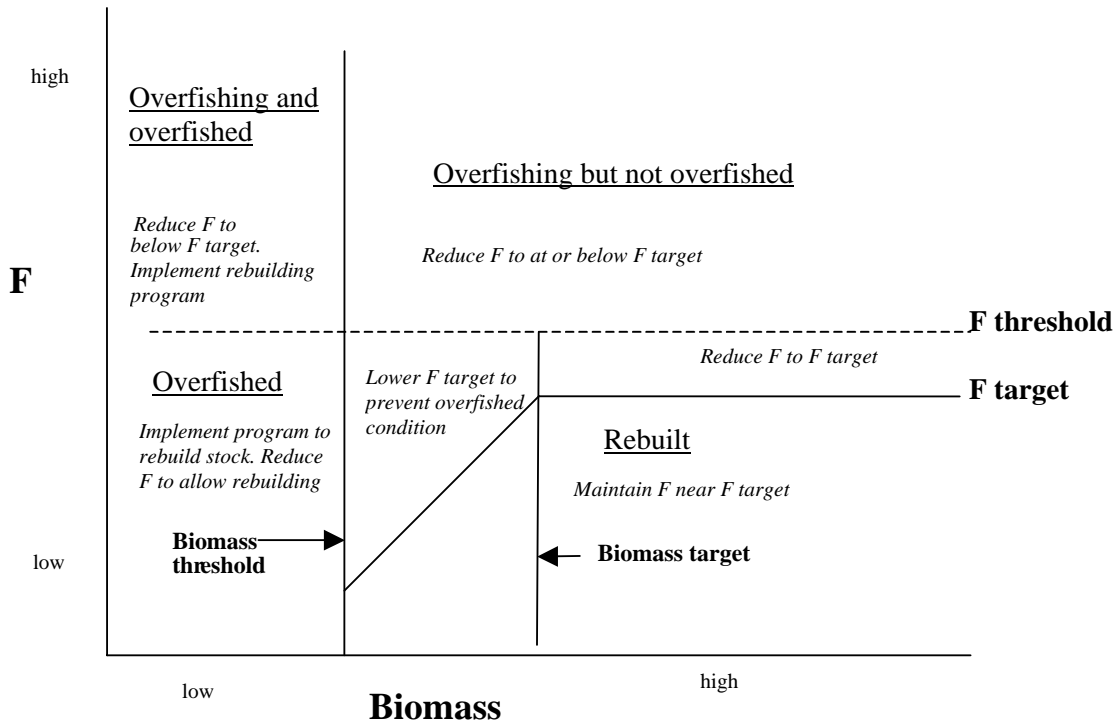 high
Overfishing and
overfished
Overfishing but not overfished
Reduce F to
below F target.
Implement rebuilding
program
Reduce F to at or below F target
F
F threshold
Reduce F to F target
Overfished
Lower F target to
prevent overfished
condition
F target
Implement program to
rebuild stock. Reduce
F to allow rebuilding
Rebuilt
Maintain F near F target
Biomass
threshold
Biomass target
low
low
high
Biomass